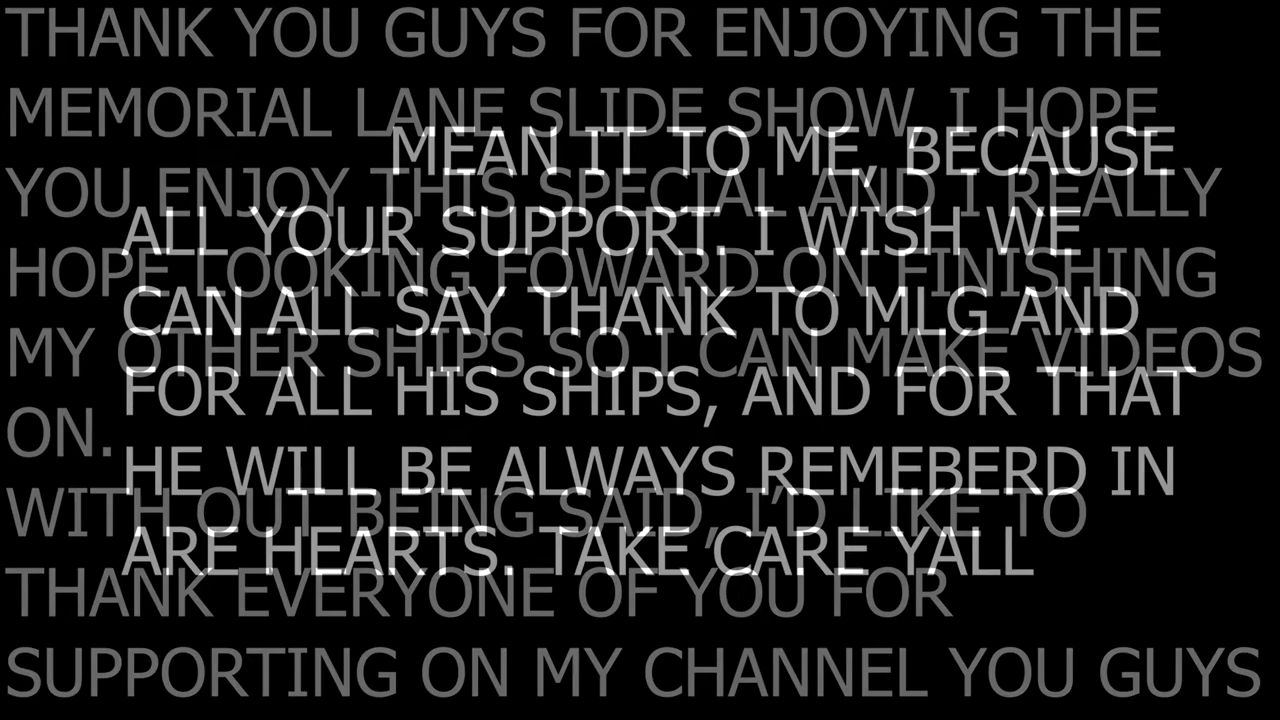 THANK YOU GUYS FOR ENJOYING THE
MEMORIAL LANE SLIDE SHOW, I HOPE
YOU ENJOY THIS SPECIAL AND I REALLY
HOPE LOOKING FOWARD ON FINISHING
MY OTHER SHIPS SO I CAN MAKE VIDEOS
ON.
WITH OUT BEING SAID, I'D LIKE TO
THANK EVERYONE OF YOU FOR
SUPPORTING ON MY CHANNEL YOU GUYS
MEAN IT TO ME, BECAUSE
ALL YOUR SUPPORT. I WISH WE
CAN ALL SAY THANK TO MLG AND
FOR ALL HIS SHIPS, AND FOR THAT
HE WILL BE ALWAYS REMEBERD IN
ARE HEARTS. TAKE CARE YALL